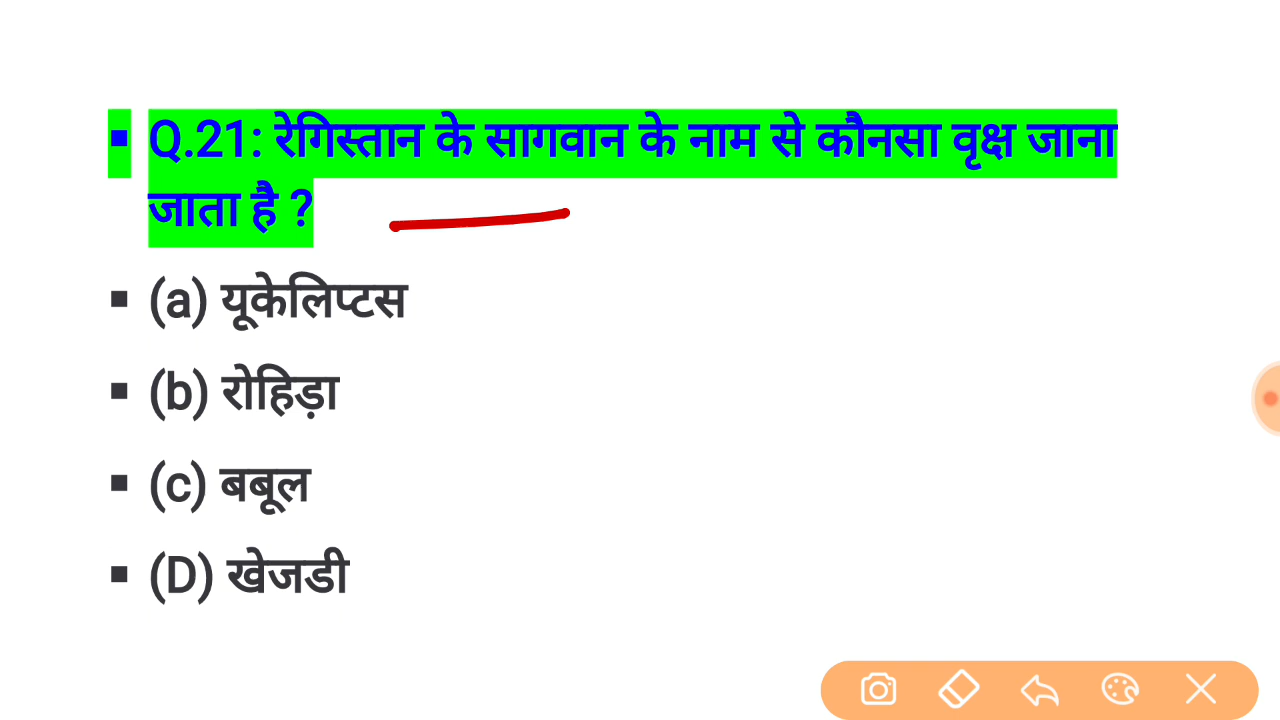 ▪ Q.21: रेगिस्तान के सागवान के नाम से कौनसा वृक्ष जाना
जाता है ?
▪ (a) यूकेलिप्टस
▪ (b) रोहिड़ा
▪ (c) बबूल
▪ (D) खेजडी